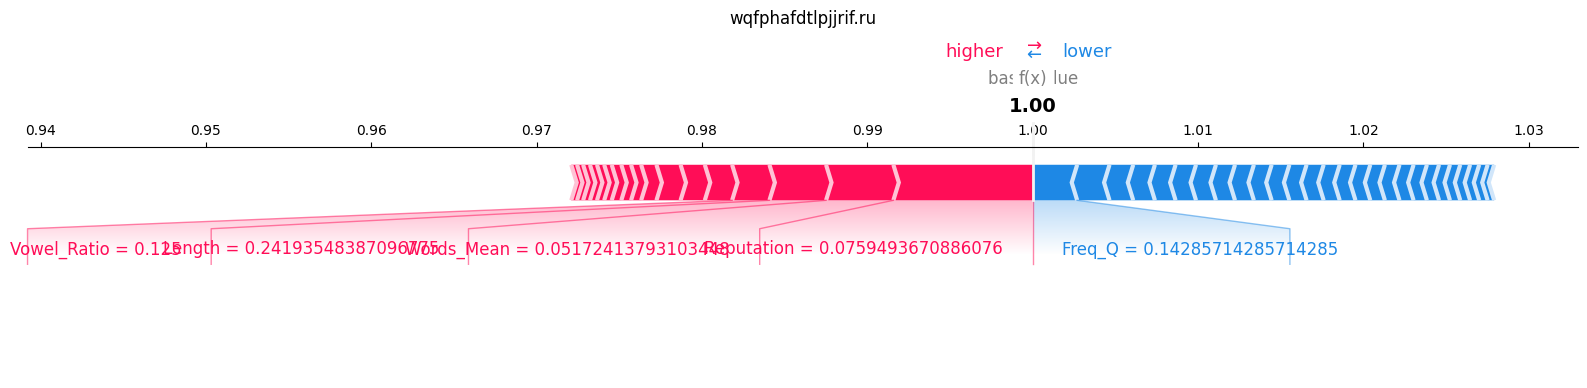 wqfphafdtlpjjrif.ru
higher ⇄ lower
f(x)
1.00
0.94 0.95 0.96 0.97 0.98 0.99 1.00 1.01 1.02 1.03
Vowel_Ratio = 0.125 Length = 0.24193548387096775 Words_Mean = 0.05172413793103448 Reputation = 0.0759493670886076 Freq_Q = 0.14285714285714285